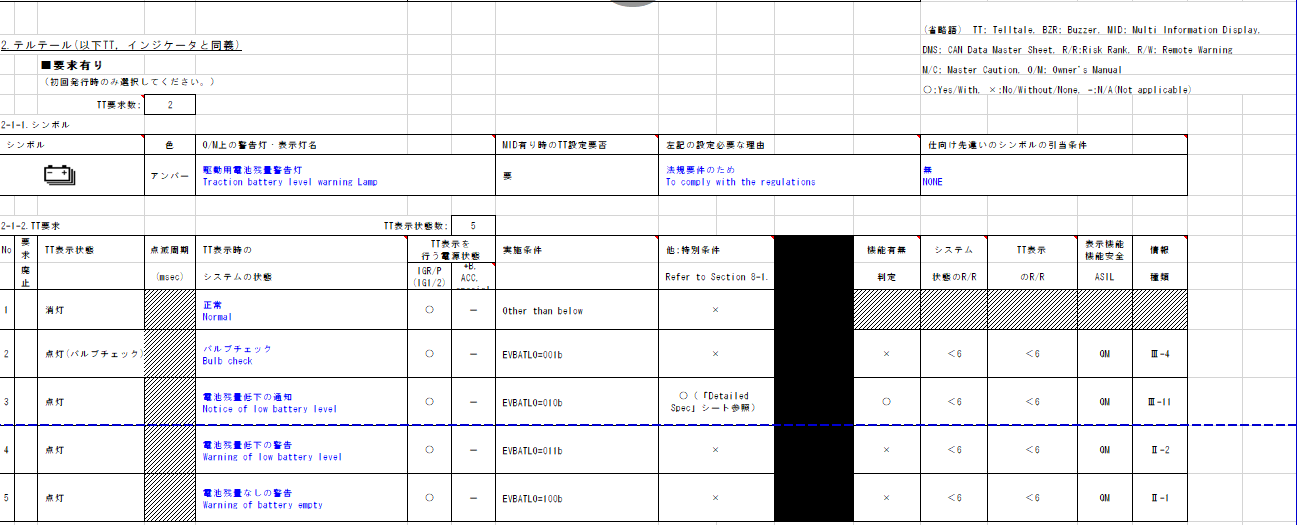 (省略語) TT: Telltale, BZR: Buzzer, MID: Multi Information Display,
DMS: CAN Data Master Sheet, R/R:Risk Rank, R/W: Remote Warning
M/C: Master Caution, O/M: Owner's Manual
○:Yes/With, ×:No/Without/None, −:N/A(Not applicable)
2.テルテール(以下TT, インジケータと同義)
■要求有り
(初回発行時のみ選択してください。)
TT要求数: 2
2-1-1.シンボル
シンボル 色 O/M上の警告灯・表示灯名 MID有り時のTT設定要否 左記の設定必要な理由 仕向け先違いのシンボルの引当条件
アンバー 駆動用電池残量警告灯 要 法規要件のため 無
Traction battery level warning Lamp To comply with the regulations NONE
2-1-2.TT要求 TT表示状態数: 5
No 要求 TT表示状態 点滅周期 TT表示時の TT表示を行う電源状態 実施条件 他:特別条件 機能有無 システム TT表示 表示機能機能安全 情報
廃止 (msec) システムの状態 IGR/P (IG1/2) +B, ACC, Refer to Section 8-1. 判定 状態のR/R のR/R ASIL 種類
1 消灯 正常 ○ − Other than below ×
Normal
2 点灯(バルブチェック) バルブチェック ○ − EVBATLO=001b × × <6 <6 QM Ⅲ-4
Bulb check
3 点灯 電池残量低下の通知 ○ − EVBATLO=010b ○(「Detailed ○ <6 <6 QM Ⅲ-11
Notice of low battery level Spec」シート参照)
4 点灯 電池残量低下の警告 ○ − EVBATLO=011b × × <6 <6 QM Ⅱ-2
Warning of low battery level
5 点灯 電池残量なしの警告 ○ − EVBATLO=100b × × <6 <6 QM Ⅱ-1
Warning of battery empty